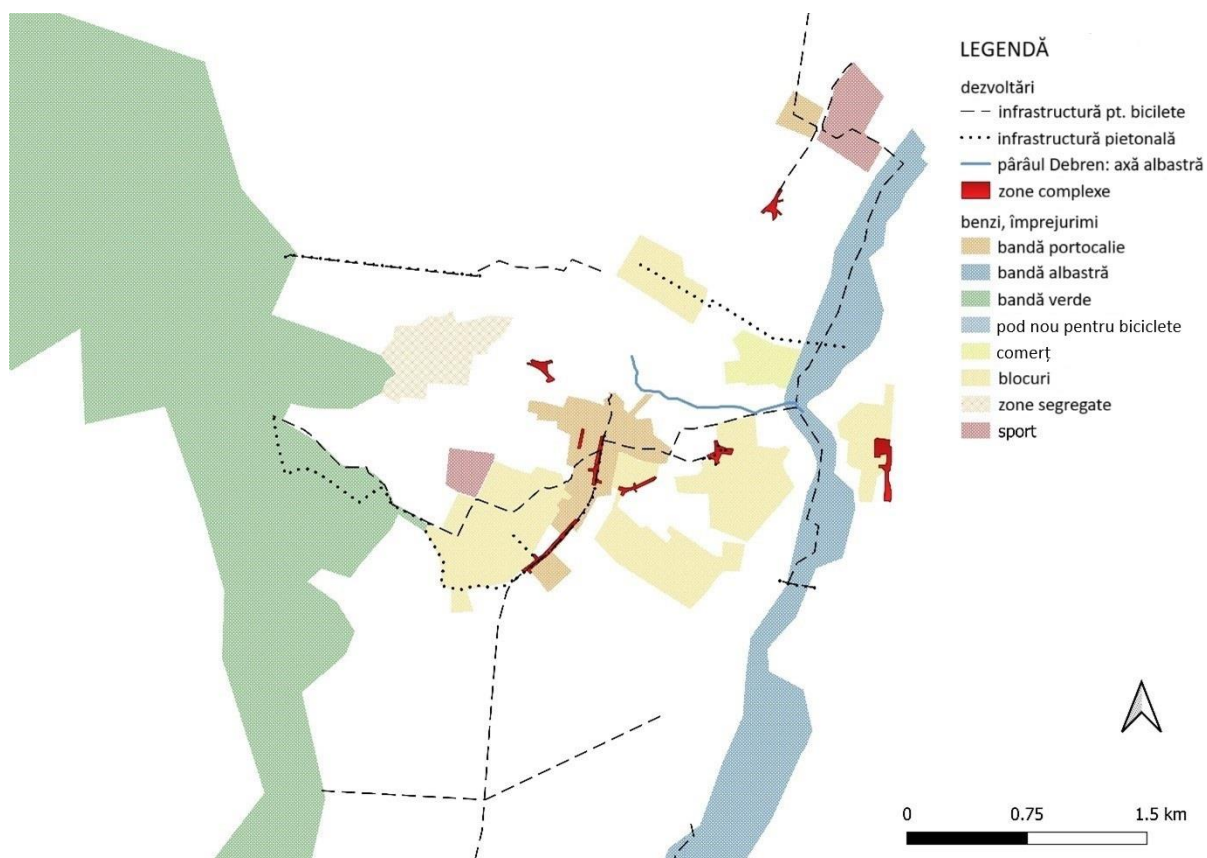 LEGENDĂ
dezvoltări
infrastructură pt. bicilete
infrastructură pietonală
pârâul Debren: axă albastră
zone complexe
benzi, împrejurimi
bandă portocalie
bandă albastră
bandă verde
pod nou pentru biciclete
comerț
blocuri
zone segregate
sport
0 0.75 1.5 km